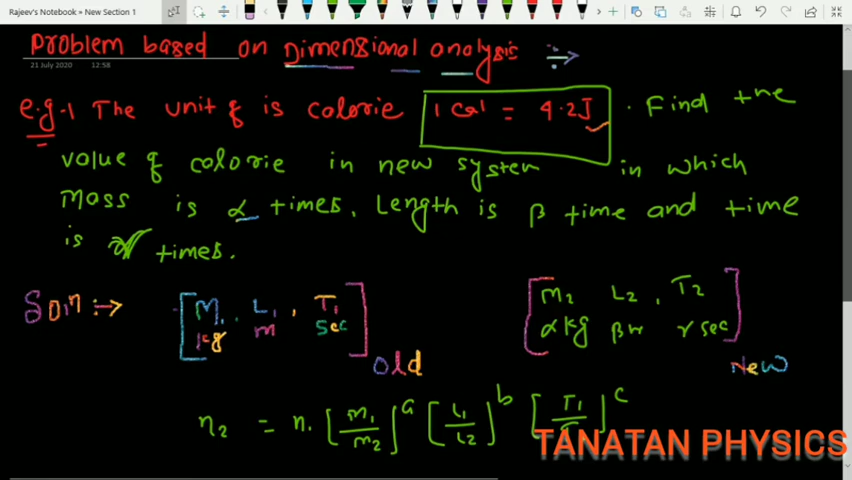 Rajeev's Notebook » New Section 1
Problem based on Dimensional analysis :-
21 July 2020 12:58
e.g.1 The unit of is calorie 1 Cal = 4.2J . Find the
value of calorie in new system in which
mass is α times, Length is β time and time
is γ times.
Soln :->
[M1, L1, T1 [M2 L2, T2
kg m sec] αkg βm γ sec]
Old New
n2 = n1 [M1/M2]^a [L1/L2]^b [T1/]^c
TANATAN PHYSICS